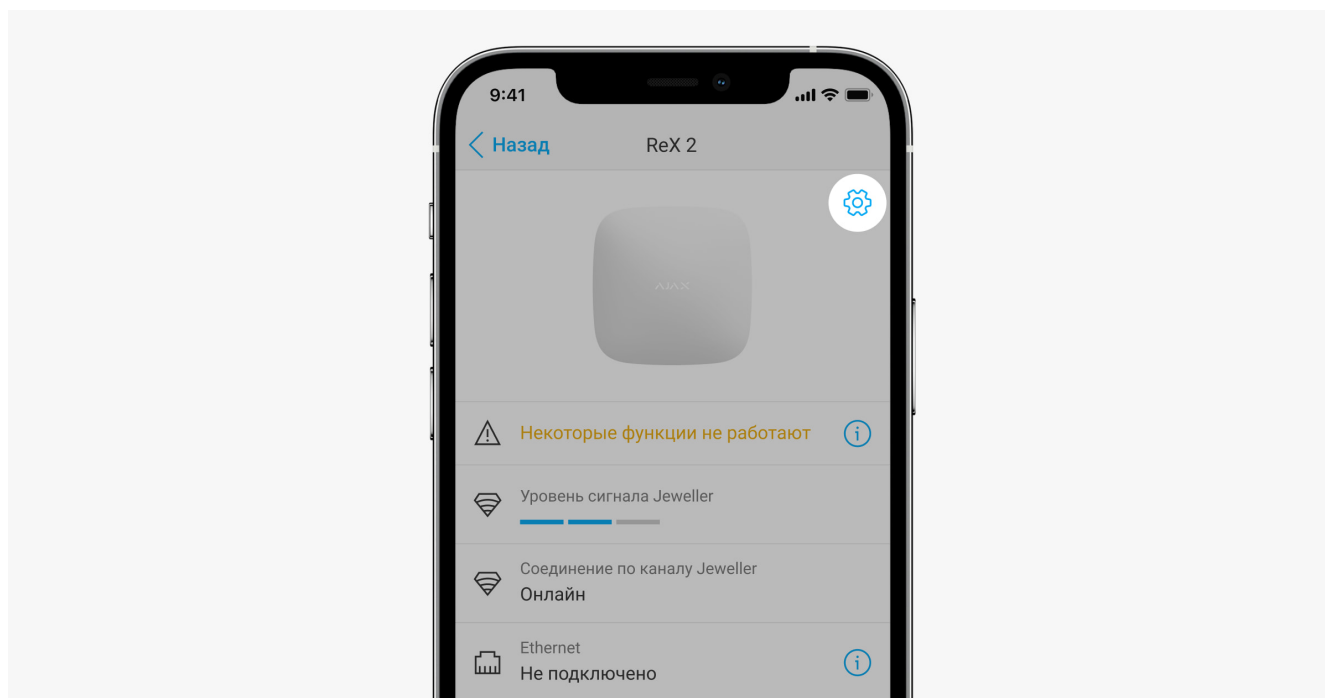 9:41
Назад
ReX 2
AJAX
Некоторые функции не работают
Уровень сигнала Jeweller
Соединение по каналу Jeweller
Онлайн
Ethernet
Не подключено